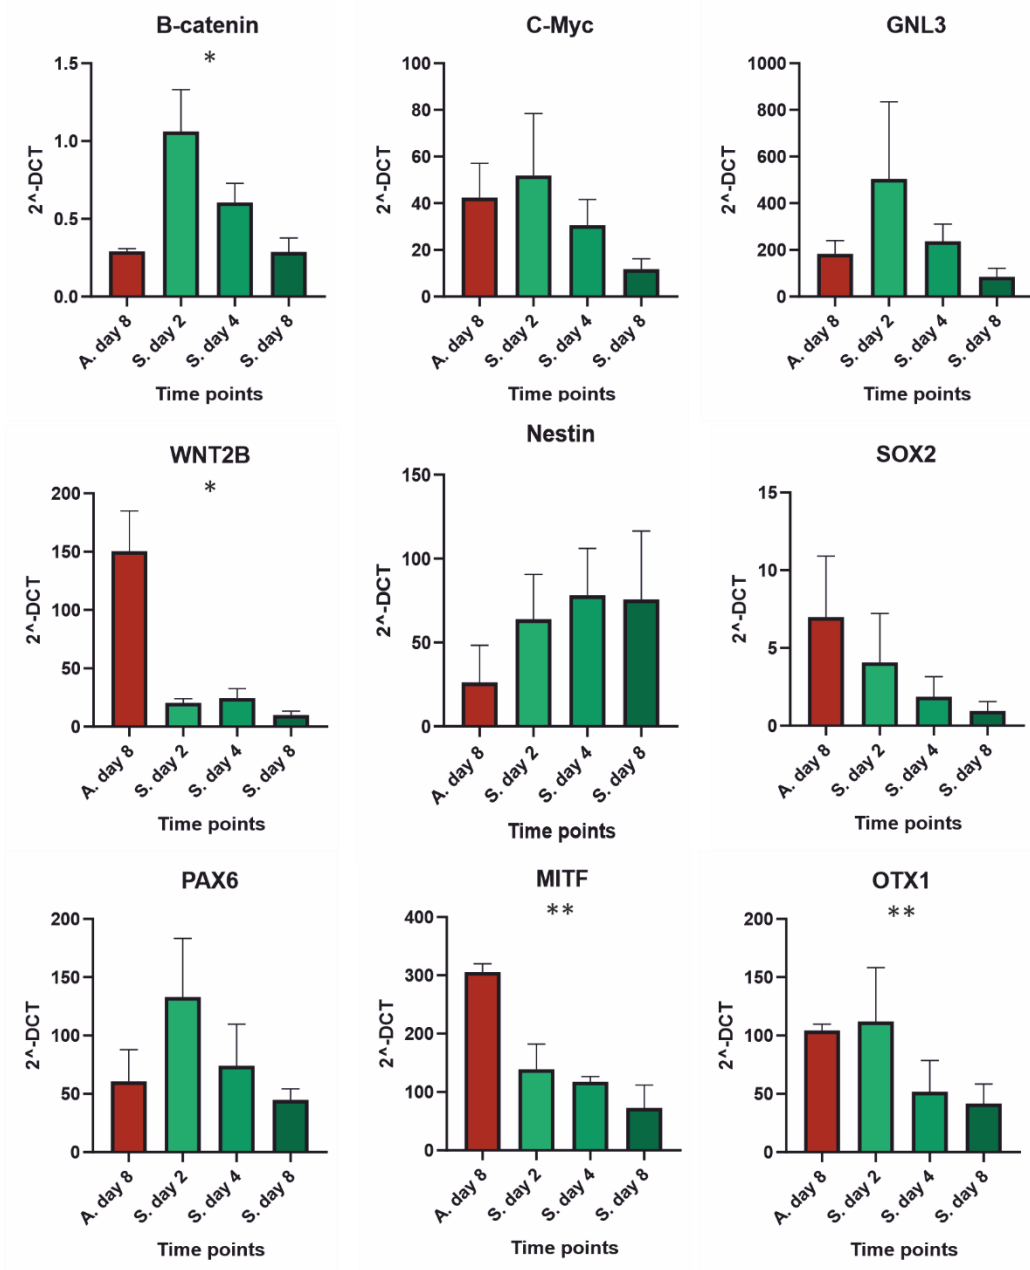 B-catenin
*
2^-DCT
1.5
1.0
0.5
0.0
A. day 8
S. day 2
S. day 4
S. day 8
Time points
C-Myc
2^-DCT
100
80
60
40
20
0
A. day 8
S. day 2
S. day 4
S. day 8
Time points
GNL3
2^-DCT
1000
800
600
400
200
0
A. day 8
S. day 2
S. day 4
S. day 8
Time points
WNT2B
*
2^-DCT
200
150
100
50
0
A. day 8
S. day 2
S. day 4
S. day 8
Time points
Nestin
2^-DCT
150
100
50
0
A. day 8
S. day 2
S. day 4
S. day 8
Time points
SOX2
2^-DCT
15
10
5
0
A. day 8
S. day 2
S. day 4
S. day 8
Time points
PAX6
2^-DCT
200
150
100
50
0
A. day 8
S. day 2
S. day 4
S. day 8
Time points
MITF
**
2^-DCT
400
300
200
100
0
A. day 8
S. day 2
S. day 4
S. day 8
Time points
OTX1
**
2^-DCT
200
150
100
50
0
A. day 8
S. day 2
S. day 4
S. day 8
Time points